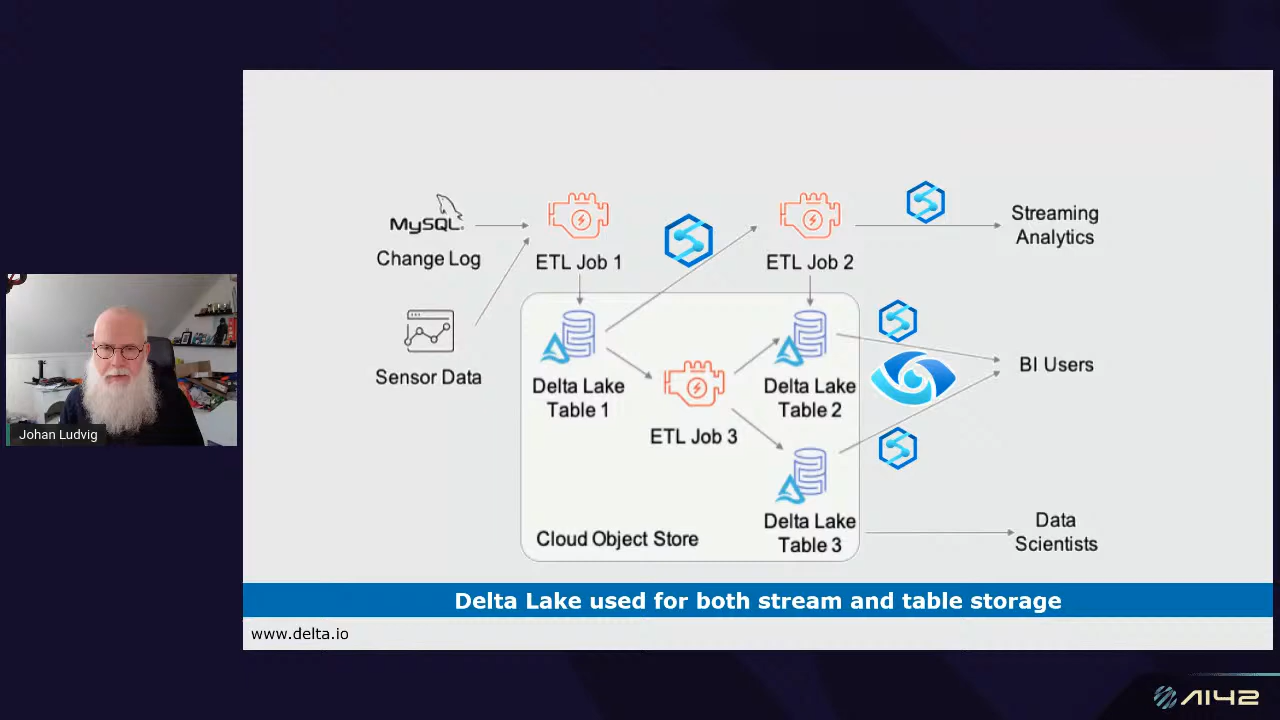 MySQL.
Change Log
Sensor Data
ETL Job 1
ETL Job 2
Streaming
Analytics
Delta Lake
Table 1
ETL Job 3
Delta Lake
Table 2
BI Users
Delta Lake
Table 3
Cloud Object Store
Data
Scientists
Johan Ludvig
Delta Lake used for both stream and table storage
www.delta.io
AI42